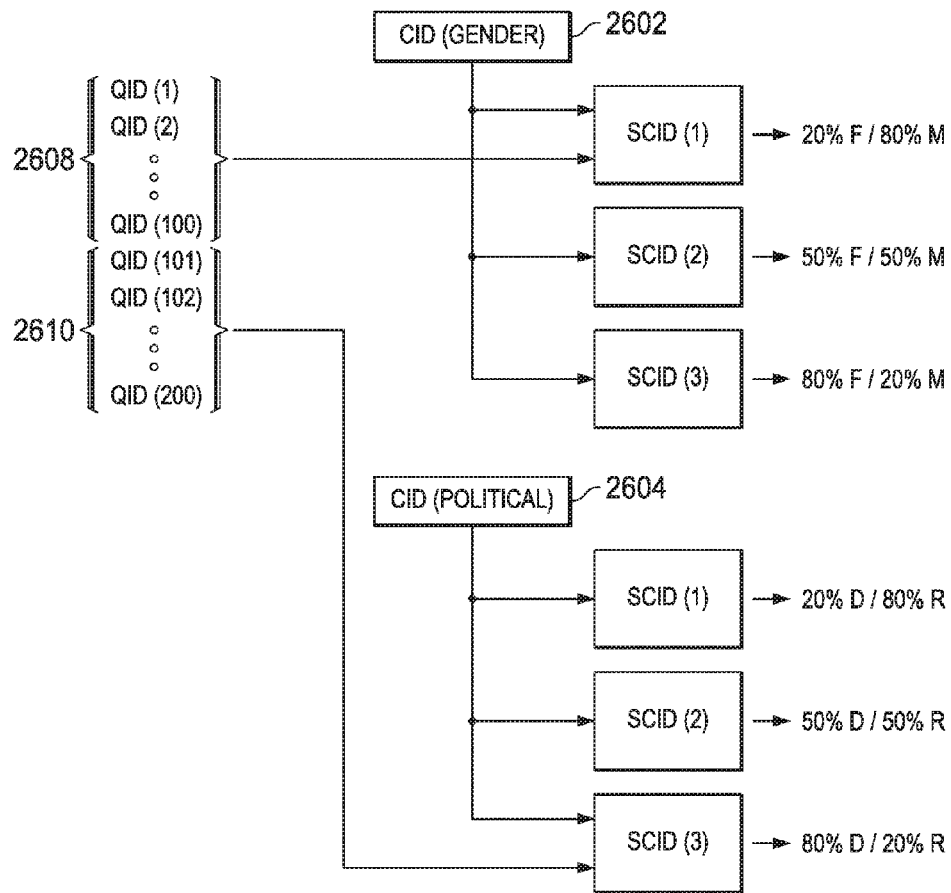 CID (GENDER)
2602
QID (1)
QID (2)
2608
QID (100)
QID (101)
QID (102)
2610
QID (200)
SCID (1)
20% F / 80% M
SCID (2)
50% F / 50% M
SCID (3)
80% F / 20% M
CID (POLITICAL)
2604
SCID (1)
20% D / 80% R
SCID (2)
50% D / 50% R
SCID (3)
80% D / 20% R